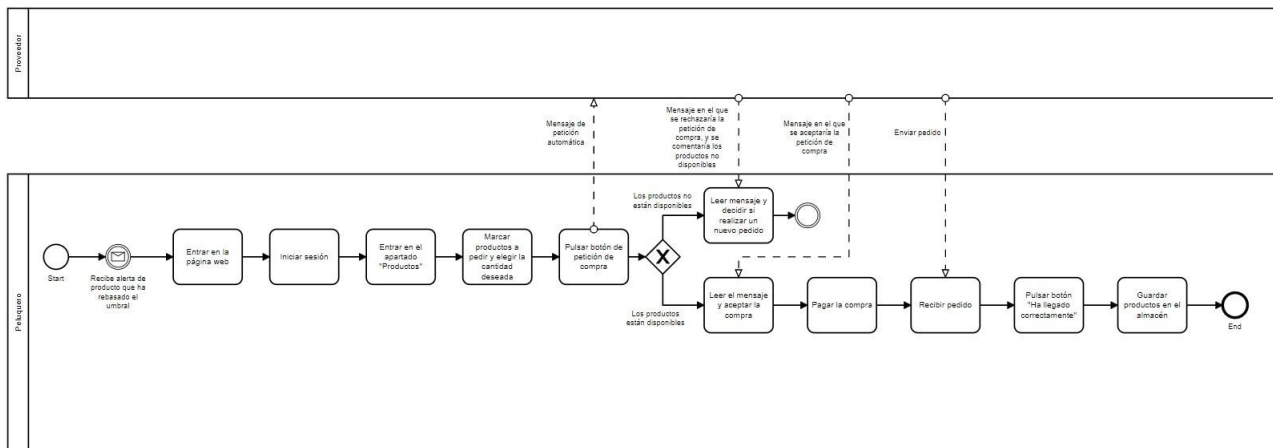 Proveedor
Mensaje de
petición
automática
Mensaje en el que
se rechazaría la
petición de
compra, y se
comentaría los
productos no
disponibles
Mensaje en el que
se aceptaría la
petición de
compra
Enviar pedido
Peluquero
Start
Recibe alerta de
producto que ha
rebasado el
umbral
Entrar en la
página web
Iniciar sesión
Entrar en el
apartado
"Productos"
Marcar
productos a
pedir y elegir la
cantidad
deseada
Pulsar botón de
petición de
compra
Los productos no
están disponibles
Leer mensaje y
decidir si
realizar un
nuevo pedido
Los productos
están disponibles
Leer el mensaje
y aceptar la
compra
Pagar la compra
Recibir pedido
Pulsar botón
"Ha llegado
correctamente"
Guardar
productos en el
almacén
End